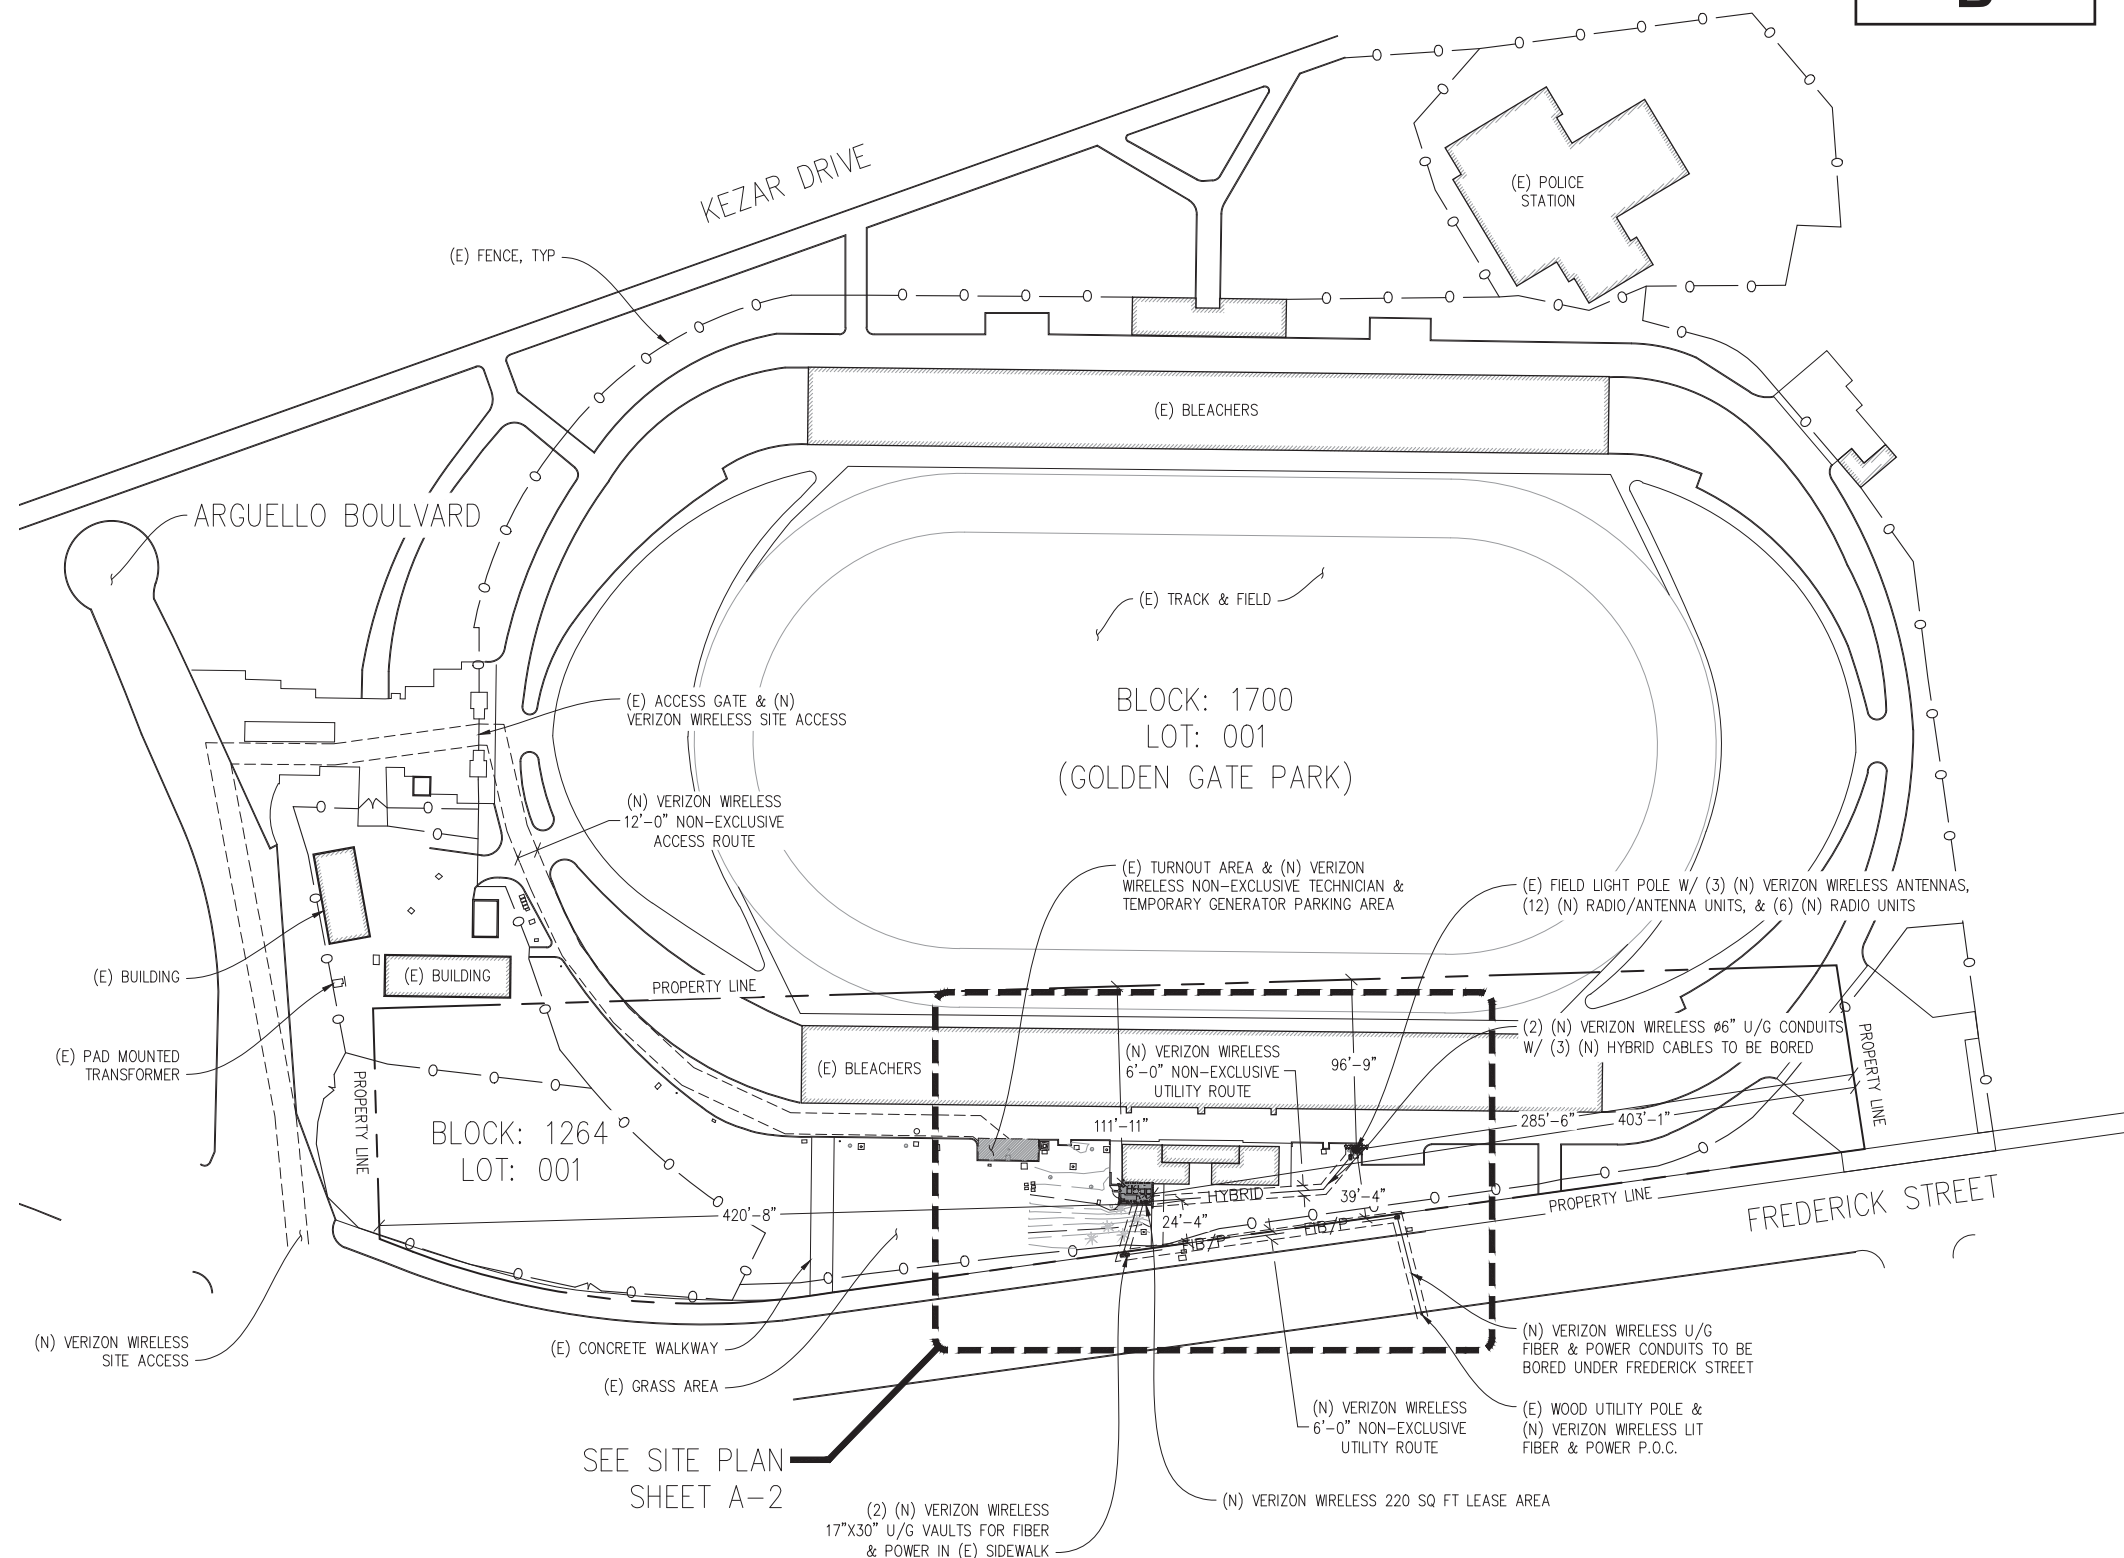 KEZAR DRIVE
(E) POLICE
STATION
(E) FENCE, TYP
(E) BLEACHERS
ARGUELLO BOULVARD
(E) TRACK & FIELD
(E) ACCESS GATE & (N)
VERIZON WIRELESS SITE ACCESS
BLOCK: 1700
LOT: 001
(GOLDEN GATE PARK)
(N) VERIZON WIRELESS
12'-0" NON-EXCLUSIVE
ACCESS ROUTE
(E) TURNOUT AREA & (N) VERIZON
WIRELESS NON-EXCLUSIVE TECHNICIAN &
TEMPORARY GENERATOR PARKING AREA
(E) FIELD LIGHT POLE W/ (3) (N) VERIZON WIRELESS ANTENNAS,
(12) (N) RADIO/ANTENNA UNITS, & (6) (N) RADIO UNITS
(E) BUILDING
(E) BUILDING
PROPERTY LINE
(E) PAD MOUNTED
TRANSFORMER
(2) (N) VERIZON WIRELESS ø6" U/G CONDUITS
W/ (3) (N) HYBRID CABLES TO BE BORED
PROPERTY LINE
(E) BLEACHERS
(N) VERIZON WIRELESS
6'-0" NON-EXCLUSIVE
UTILITY ROUTE
96'-9"
PROPERTY LINE
111'-11"
285'-6"
403'-1"
BLOCK: 1264
LOT: 001
HYBRID
39'-4"
PROPERTY LINE
FREDERICK STREET
420'-8"
24'-4"
FIB/P
FIB/P
(N) VERIZON WIRELESS
SITE ACCESS
(E) CONCRETE WALKWAY
(E) GRASS AREA
(N) VERIZON WIRELESS U/G
FIBER & POWER CONDUITS TO BE
BORED UNDER FREDERICK STREET
(N) VERIZON WIRELESS
6'-0" NON-EXCLUSIVE
UTILITY ROUTE
(E) WOOD UTILITY POLE &
(N) VERIZON WIRELESS LIT
FIBER & POWER P.O.C.
SEE SITE PLAN
SHEET A-2
(N) VERIZON WIRELESS 220 SQ FT LEASE AREA
(2) (N) VERIZON WIRELESS
17"X30" U/G VAULTS FOR FIBER
& POWER IN (E) SIDEWALK